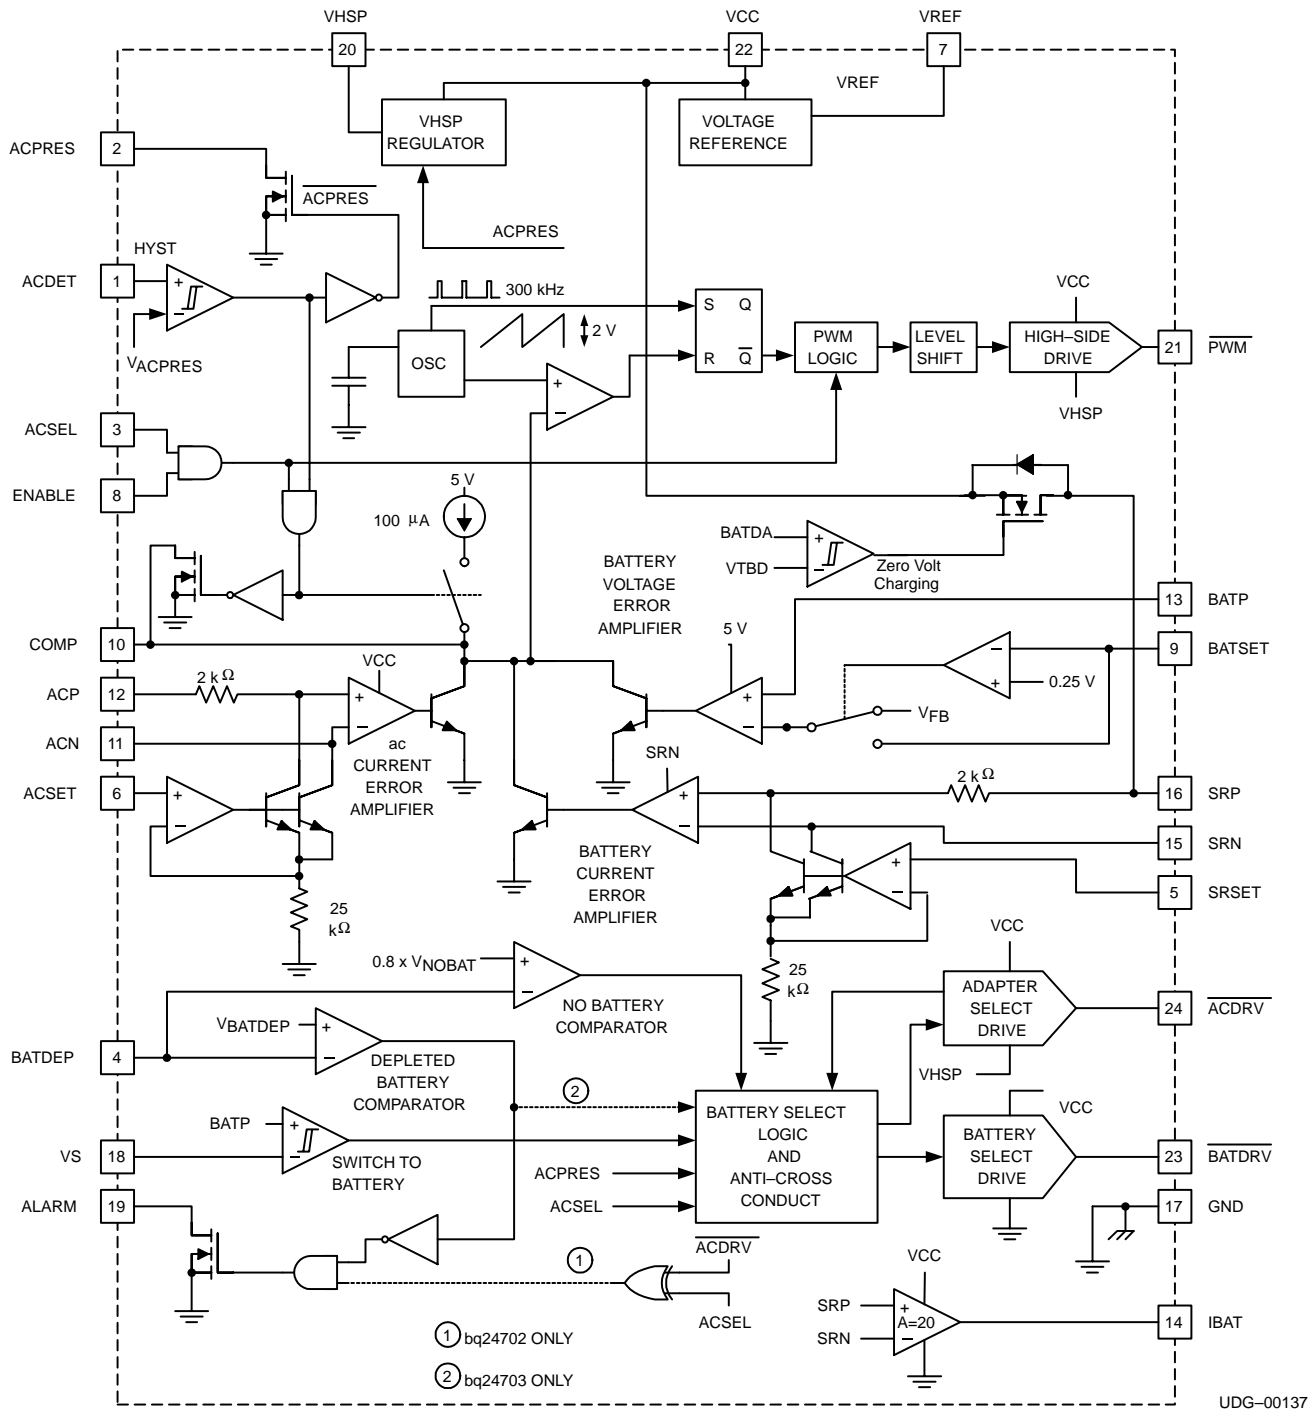 VHSP
VCC
VREF
20
22
7
VREF
VHSP
REGULATOR
VOLTAGE
REFERENCE
ACPRES
2
ACPRES
ACPRES
HYST
ACDET
1
+
−
VACPRES
300 kHz
2 V
OSC
+
−
S
Q
R
Q
PWM
LOGIC
LEVEL
SHIFT
VCC
HIGH–SIDE
DRIVE
VHSP
21
PWM
ACSEL
3
ENABLE
8
5 V
100 μA
BATDA
+
VTBD
−
Zero Volt
Charging
BATTERY
VOLTAGE
ERROR
AMPLIFIER
13
BATP
COMP
10
5 V
−
+
0.25 V
9
BATSET
VCC
ACP
12
2 kΩ
+
−
ACN
11
+
−
VFB
ac
CURRENT
ERROR
AMPLIFIER
SRN
ACSET
6
+
−
+
−
2 kΩ
16
SRP
15
SRN
BATTERY
CURRENT
ERROR
AMPLIFIER
+
−
5
SRSET
25
kΩ
VCC
0.8 x VNOBAT
+
−
NO BATTERY
COMPARATOR
25
kΩ
ADAPTER
SELECT
DRIVE
24
ACDRV
VHSP
VBATDEP
+
−
BATDEP
4
DEPLETED
BATTERY
COMPARATOR
2
BATP
+
−
VS
18
SWITCH TO
BATTERY
ACPRES
ACSEL
BATTERY SELECT
LOGIC
AND
ANTI–CROSS
CONDUCT
VCC
BATTERY
SELECT
DRIVE
23
BATDRV
ALARM
19
17
GND
ACDRV
1
ACSEL
VCC
SRP
+
A=20
SRN
−
14
IBAT
1 bq24702 ONLY
2 bq24703 ONLY
UDG–00137